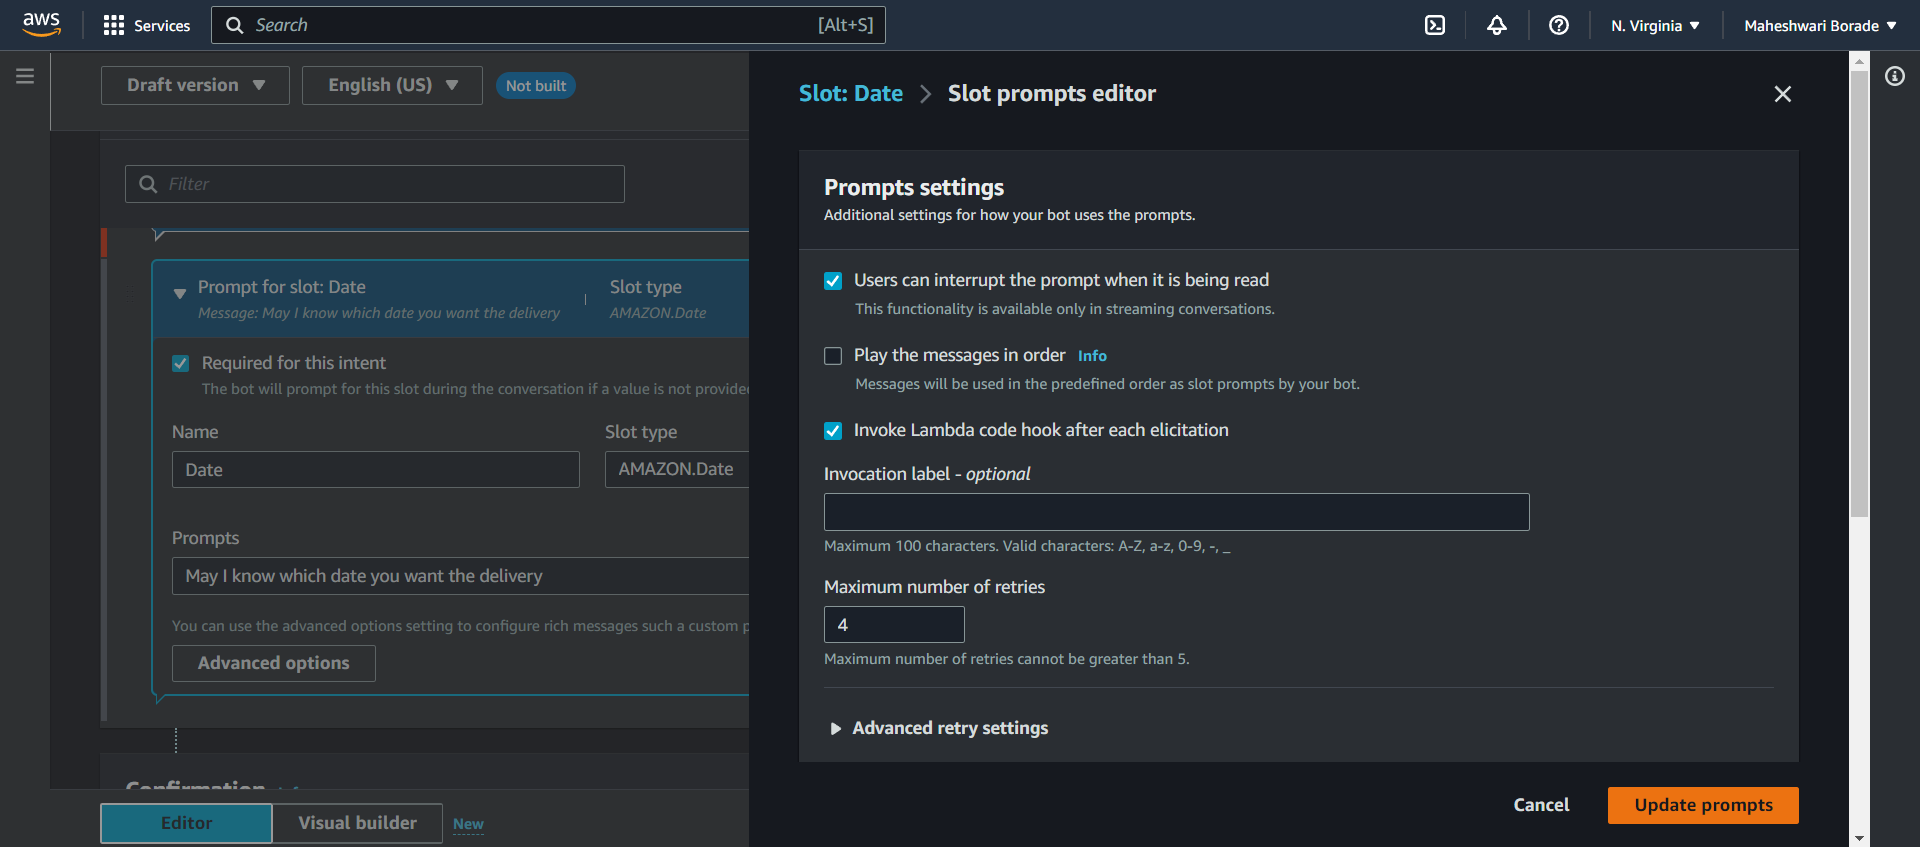 aws
Services
Search
[Alt+S]
N. Virginia
Maheshwari Borade
Draft version
English (US)
Not built
Filter
Prompt for slot: Date
Message: May I know which date you want the delivery
Slot type
AMAZON.Date
Required for this intent
The bot will prompt for this slot during the conversation if a value is not provided
Name
Slot type
Date
AMAZON.Date
Prompts
May I know which date you want the delivery
You can use the advanced options setting to configure rich messages such a custom p
Advanced options
Confirmation
Editor
Visual builder
New
Slot: Date > Slot prompts editor
Prompts settings
Additional settings for how your bot uses the prompts.
Users can interrupt the prompt when it is being read
This functionality is available only in streaming conversations.
Play the messages in order Info
Messages will be used in the predefined order as slot prompts by your bot.
Invoke Lambda code hook after each elicitation
Invocation label - optional
Maximum 100 characters. Valid characters: A-Z, a-z, 0-9, -, _
Maximum number of retries
4
Maximum number of retries cannot be greater than 5.
Advanced retry settings
Cancel
Update prompts